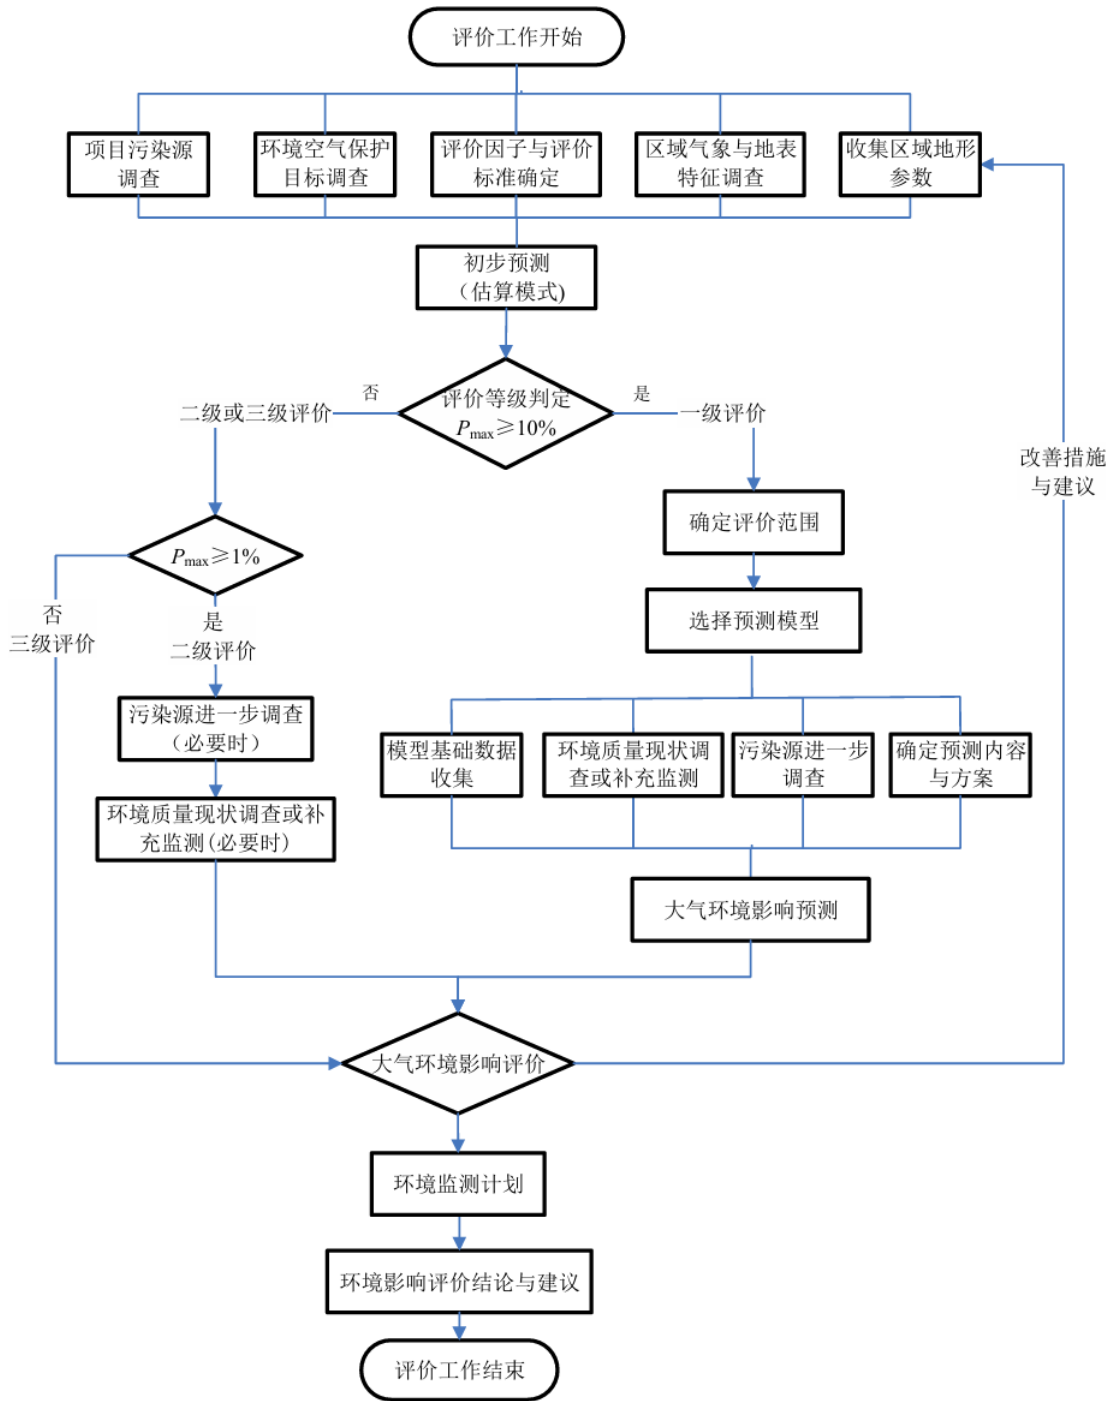 评价工作开始
项目污染源
调查
环境空气保护
目标调查
评价因子与评价
标准确定
区域气象与地表
特征调查
收集区域地形
参数
初步预测
（估算模式)
评价等级判定
Pmax≥10%
否
二级或三级评价
是
一级评价
改善措施
与建议
确定评价范围
Pmax≥1%
否
三级评价
是
二级评价
选择预测模型
污染源进一步调查
（必要时）
环境质量现状调查或补
充监测(必要时)
模型基础数据
收集
环境质量现状调
查或补充监测
污染源进一步
调查
确定预测内容
与方案
大气环境影响预测
大气环境影响评价
环境监测计划
环境影响评价结论与建议
评价工作结束